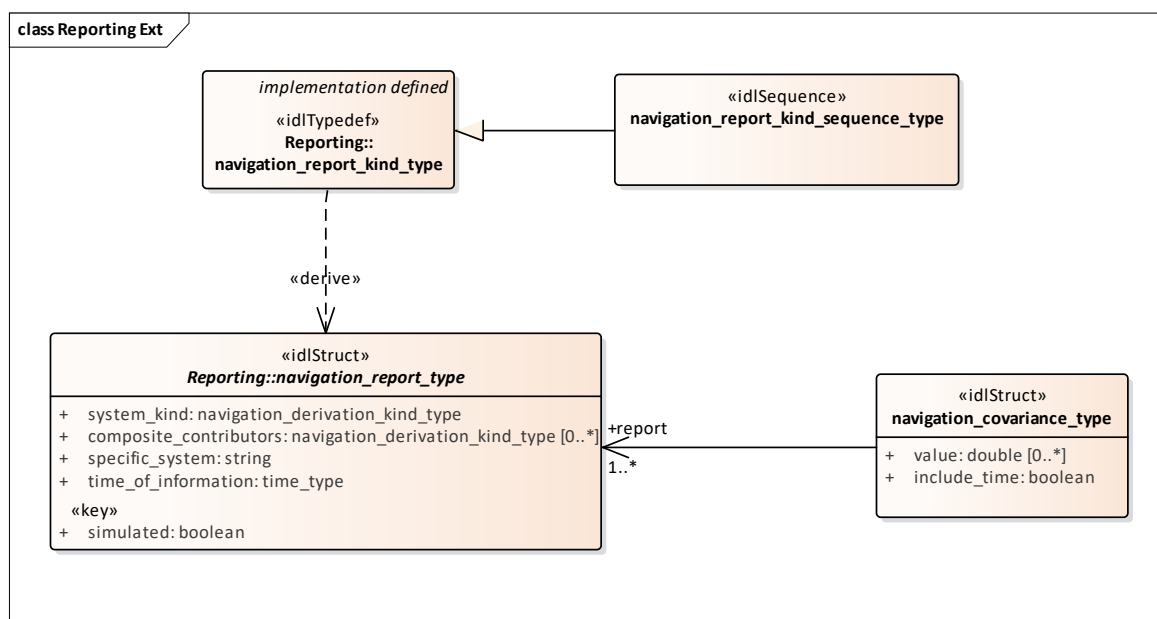 class Reporting Ext
implementation defined
«idlTypedef»
Reporting::
navigation_report_kind_type
«idlSequence»
navigation_report_kind_sequence_type
«derive»
«idlStruct»
Reporting::navigation_report_type
+ system_kind: navigation_derivation_kind_type
+ composite_contributors: navigation_derivation_kind_type [0..*]
+ specific_system: string
+ time_of_information: time_type
«key»
+ simulated: boolean
+report
1..*
«idlStruct»
navigation_covariance_type
+ value: double [0..*]
+ include_time: boolean